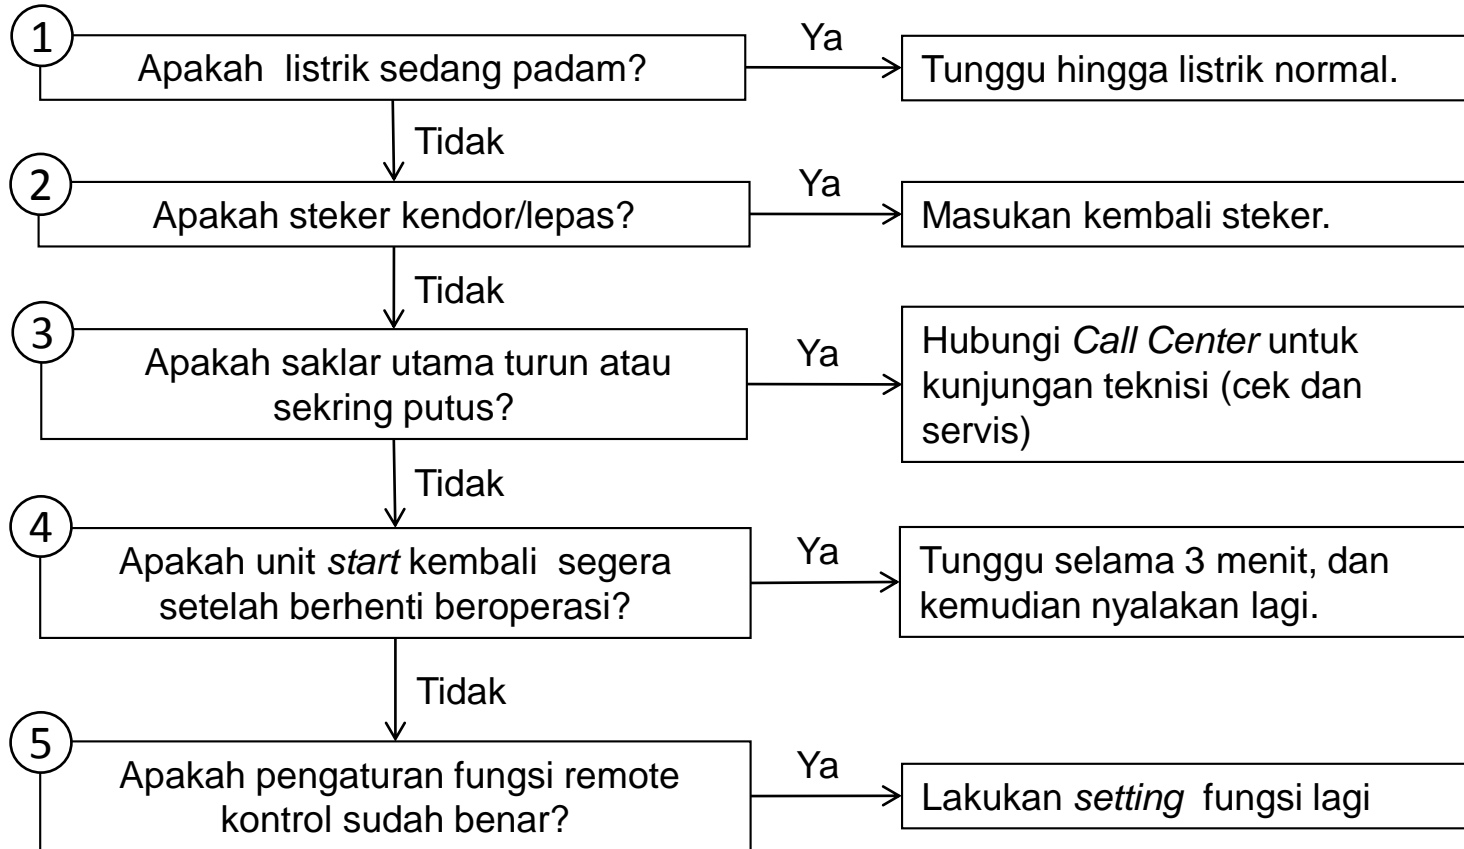 1
Apakah listrik sedang padam?
Ya
Tunggu hingga listrik normal.
Tidak
2
Apakah steker kendor/lepas?
Ya
Masukan kembali steker.
Tidak
3
Apakah saklar utama turun atau
sekring putus?
Ya
Hubungi Call Center untuk
kunjungan teknisi (cek dan
servis)
Tidak
4
Apakah unit start kembali segera
setelah berhenti beroperasi?
Ya
Tunggu selama 3 menit, dan
kemudian nyalakan lagi.
Tidak
5
Apakah pengaturan fungsi remote
kontrol sudah benar?
Ya
Lakukan setting fungsi lagi